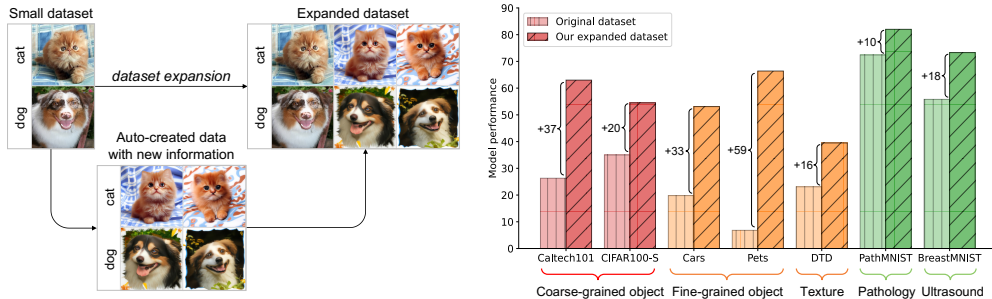 Small dataset
Expanded dataset
cat
dog
dataset expansion
cat
dog
Auto-created data
with new information
cat
dog
Model performance
90
80
70
60
50
40
30
20
10
0
Original dataset
Our expanded dataset
+37
+20
+33
+59
+16
+10
+18
Caltech101
CIFAR100-S
Cars
Pets
DTD
PathMNIST
BreastMNIST
Coarse-grained object
Fine-grained object
Texture
Pathology
Ultrasound